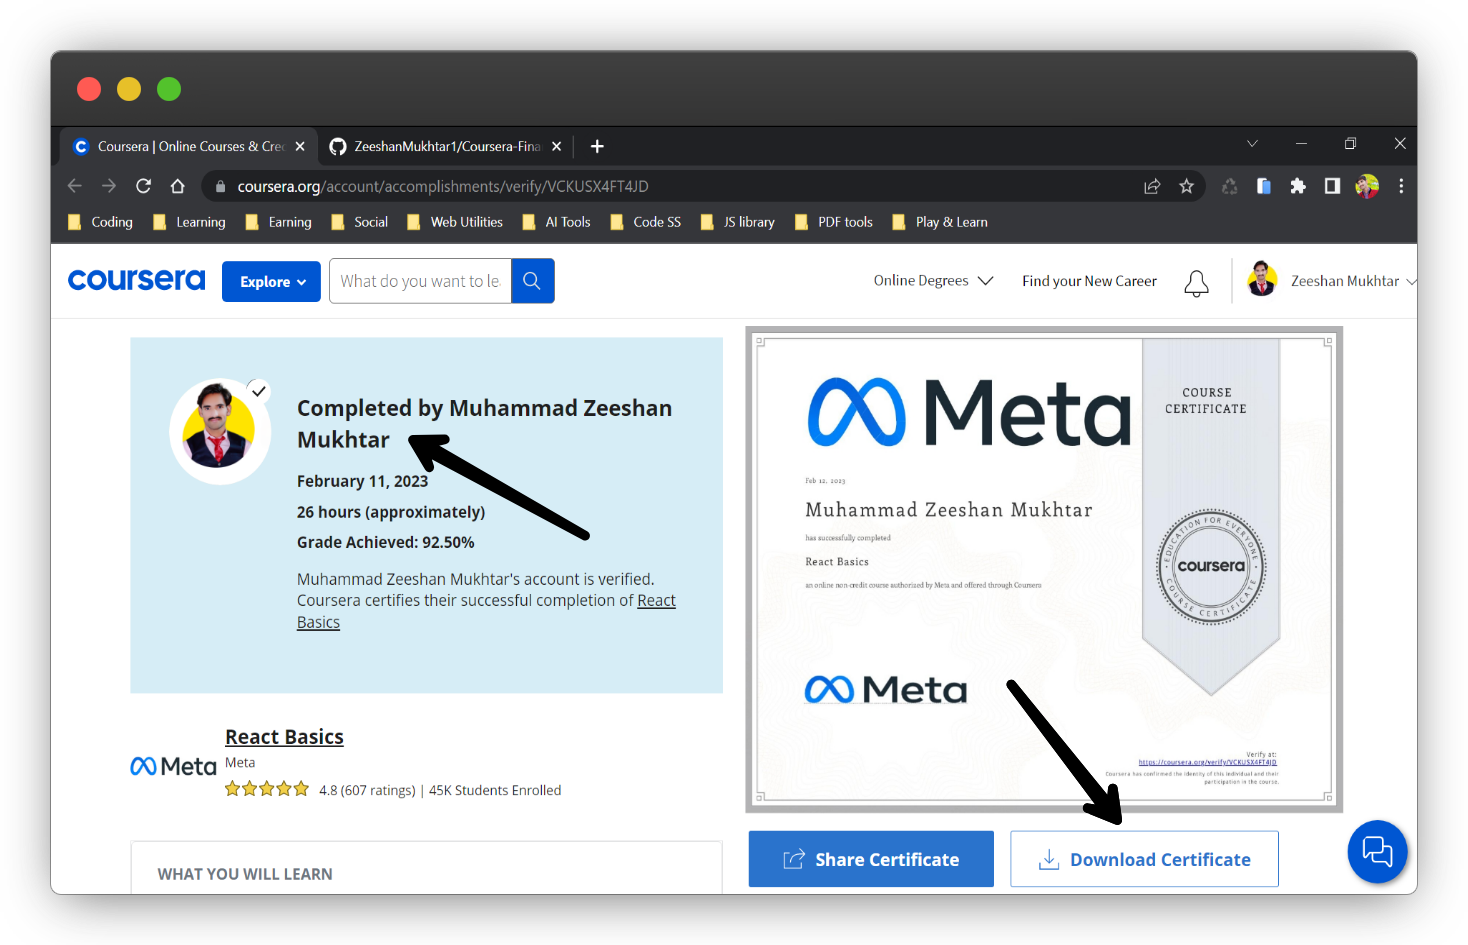 Coursera | Online Courses & Cre
ZeeshanMukhtar1/Coursera-Fina
coursera.org/account/accomplishments/verify/VCKUSX4FT4JD
Coding Learning Earning Social Web Utilities AI Tools Code SS JS library PDF tools Play & Learn
coursera
Explore
What do you want to le
Online Degrees
Find your New Career
Zeeshan Mukhtar
Completed by Muhammad Zeeshan
Mukhtar
February 11, 2023
26 hours (approximately)
Grade Achieved: 92.50%
Muhammad Zeeshan Mukhtar's account is verified.
Coursera certifies their successful completion of React
Basics
React Basics
Meta
Meta
4.8 (607 ratings) | 45K Students Enrolled
WHAT YOU WILL LEARN
Meta
COURSE
CERTIFICATE
Feb 12, 2023
Muhammad Zeeshan Mukhtar
has successfully completed
React Basics
an online non-credit course authorized by Meta and offered through Coursera
EDUCATION FOR EVERYONE
coursera
COURSE CERTIFICATE
Meta
Verify at:
https://coursera.org/verify/VCKUSX4FT4JD
Coursera has confirmed the identity of this individual and their
participation in the course.
Share Certificate
Download Certificate